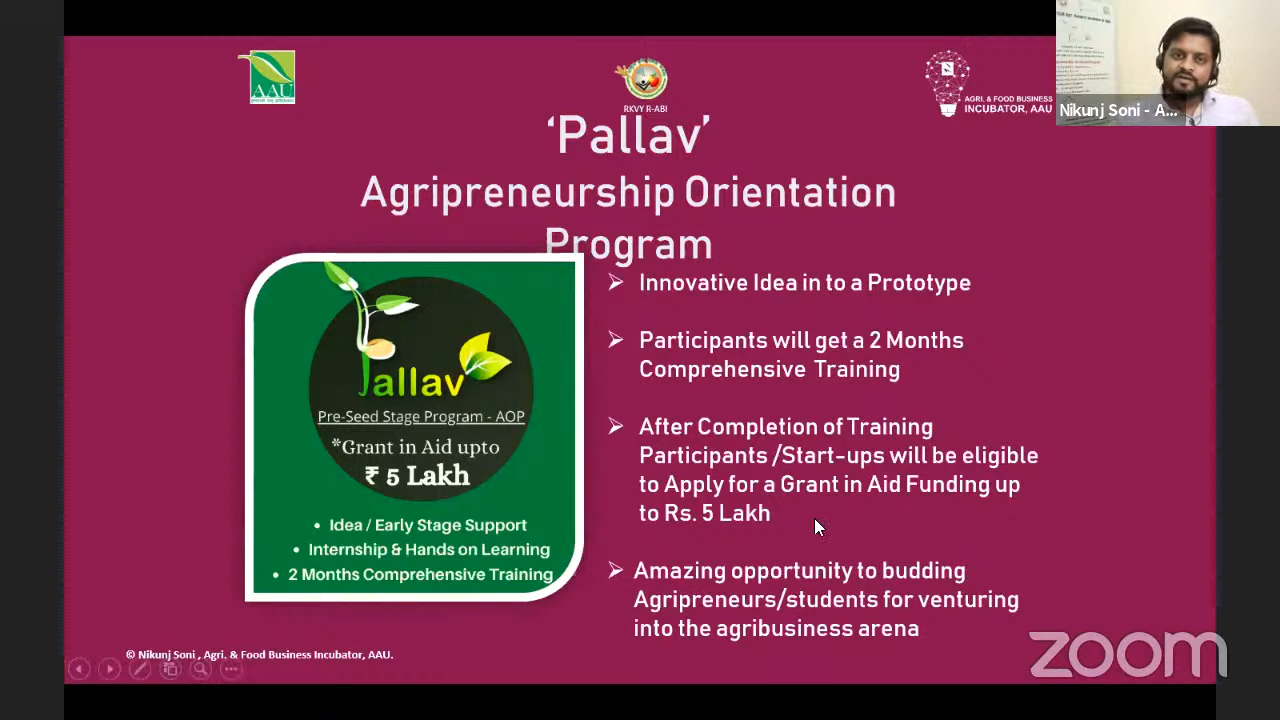 AAU
RKVY R-ABI
AGRI. & FOOD BUSINESS
INCUBATOR, AAU
Nikunj Soni - A...
‘Pallav’
Agripreneurship Orientation
Program
Pallav
Pre-Seed Stage Program - AOP
*Grant in Aid upto
₹ 5 Lakh
• Idea / Early Stage Support
• Internship & Hands on Learning
• 2 Months Comprehensive Training
➢ Innovative Idea in to a Prototype
➢ Participants will get a 2 Months
Comprehensive Training
➢ After Completion of Training
Participants /Start-ups will be eligible
to Apply for a Grant in Aid Funding up
to Rs. 5 Lakh
➢ Amazing opportunity to budding
Agripreneurs/students for venturing
into the agribusiness arena
© Nikunj Soni , Agri. & Food Business Incubator, AAU.
zoom